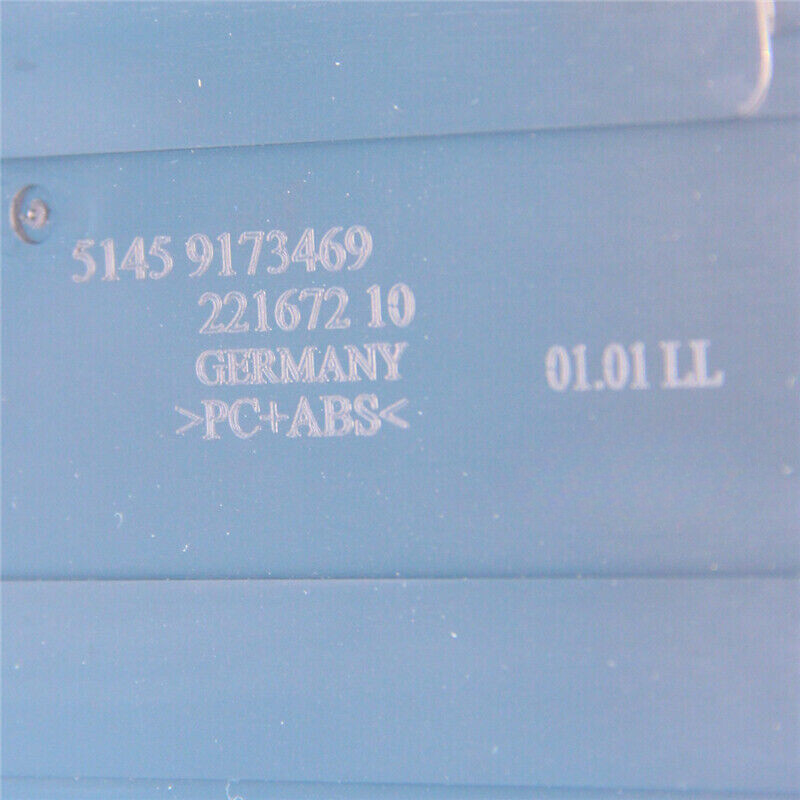 5145 9173469
221672 10
GERMANY
>PC+ABS<
01.01 LL